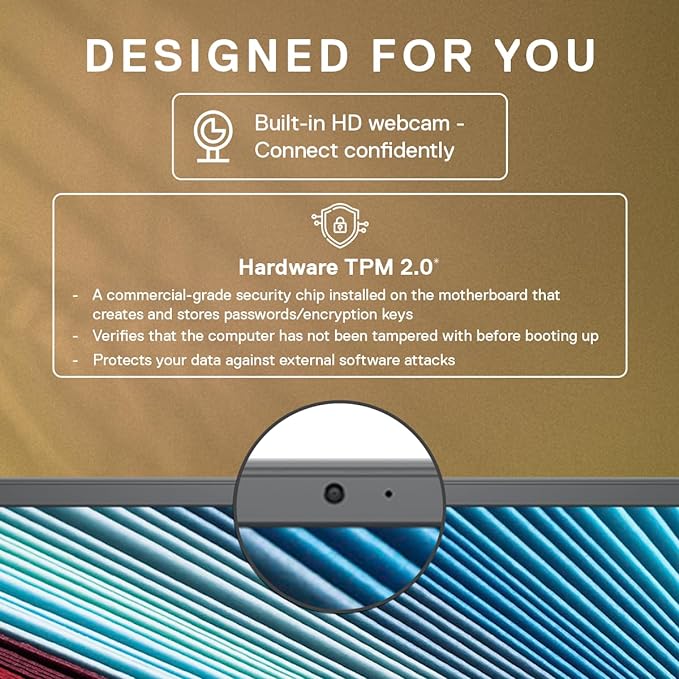 DESIGNED FOR YOU
Built-in HD webcam -
Connect confidently
Hardware TPM 2.0*
- A commercial-grade security chip installed on the motherboard that
creates and stores passwords/encryption keys
- Verifies that the computer has not been tampered with before booting up
- Protects your data against external software attacks